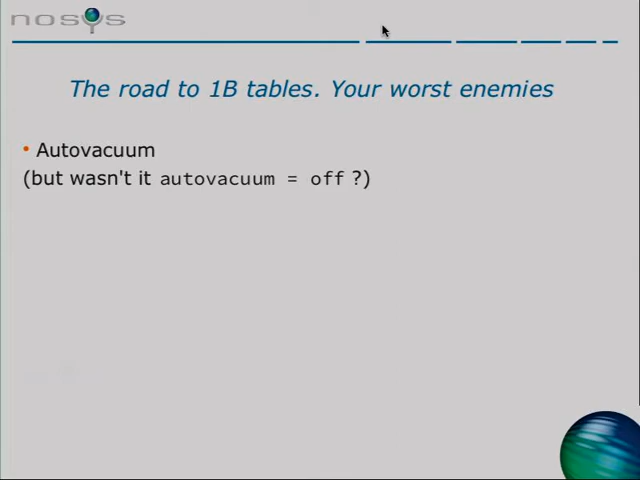 nosys
The road to 1B tables. Your worst enemies
• Autovacuum
(but wasn't it autovacuum = off ?)